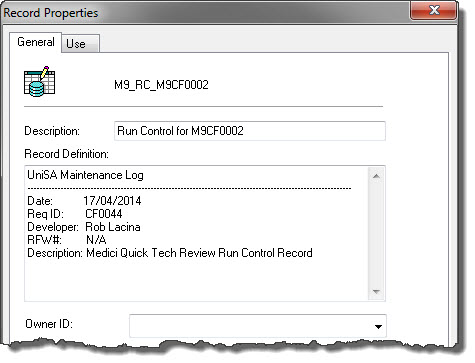 Record Properties
General
Use
M9_RC_M9CF0002
Description: Run Control for M9CF0002
Record Definition:
UniSA Maintenance Log
--------------------------------------------------------------------------------
Date: 17/04/2014
Req ID: CF0044
Developer: Rob Lacina
RFW#: N/A
Description: Medici Quick Tech Review Run Control Record
Owner ID: